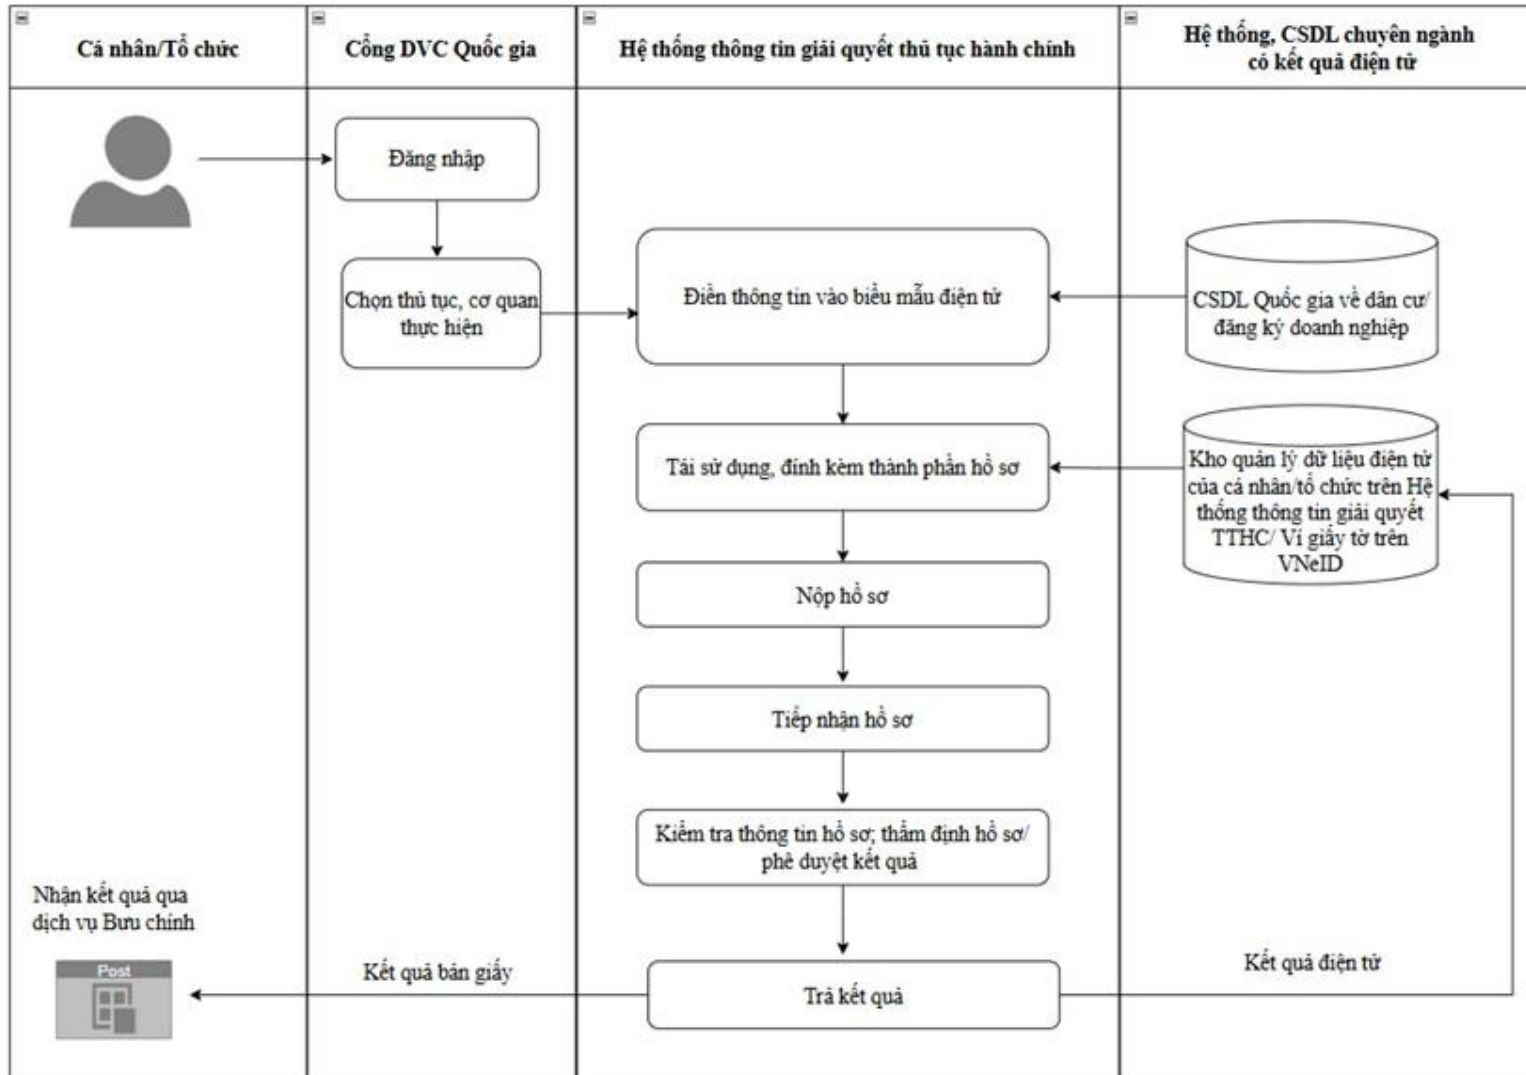 Cá nhân/Tổ chức
Cổng DVC Quốc gia
Hệ thống thông tin giải quyết thủ tục hành chính
Hệ thống, CSDL chuyên ngành
có kết quả điện tử
Đăng nhập
Chọn thủ tục, cơ quan
thực hiện
Điền thông tin vào biểu mẫu điện tử
CSDL Quốc gia về dân cư/
đăng ký doanh nghiệp
Tái sử dụng, đính kèm thành phần hồ sơ
Kho quản lý dữ liệu điện tử
của cá nhân/tổ chức trên Hệ
thống thông tin giải quyết
TTHC/ Ví giấy tờ trên
VNeID
Nộp hồ sơ
Tiếp nhận hồ sơ
Kiểm tra thông tin hồ sơ; thẩm định hồ sơ/
phê duyệt kết quả
Nhận kết quả qua
dịch vụ Bưu chính
Post
Kết quả bản giấy
Trả kết quả
Kết quả điện tử